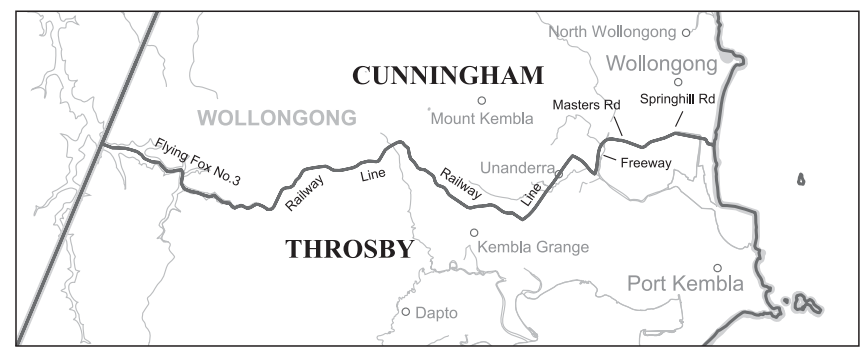 North Wollongong
Wollongong
CUNNINGHAM
Springhill Rd
Masters Rd
WOLLONGONG
Mount Kembla
Flying Fox No.3
Unanderra
Freeway
Railway
Line
Railway
Line
THROSBY
Kembla Grange
Port Kembla
Dapto